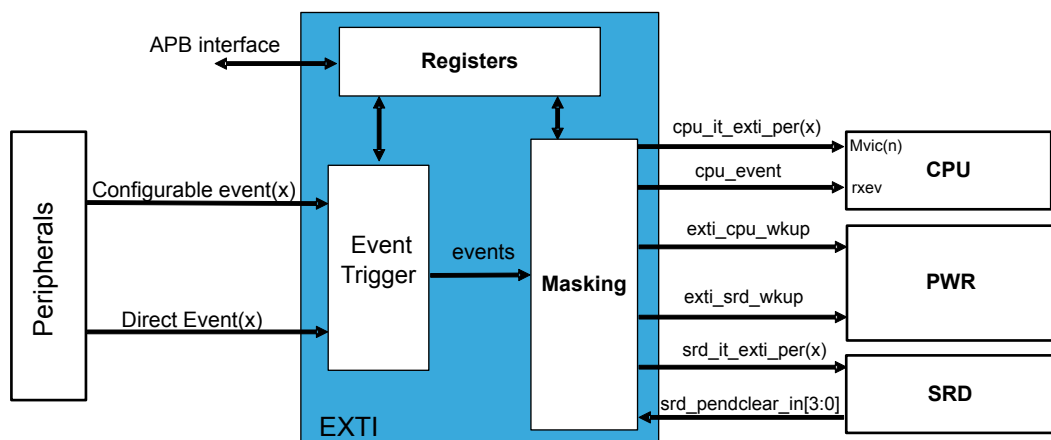 APB interface
Registers
Peripherals
Configurable event(x)
Direct Event(x)
Event
Trigger
events
Masking
EXTI
cpu_it_exti_per(x)
cpu_event
exti_cpu_wkup
exti_srd_wkup
srd_it_exti_per(x)
srd_pendclear_in[3:0]
Mvic(n)
CPU
rxev
PWR
SRD